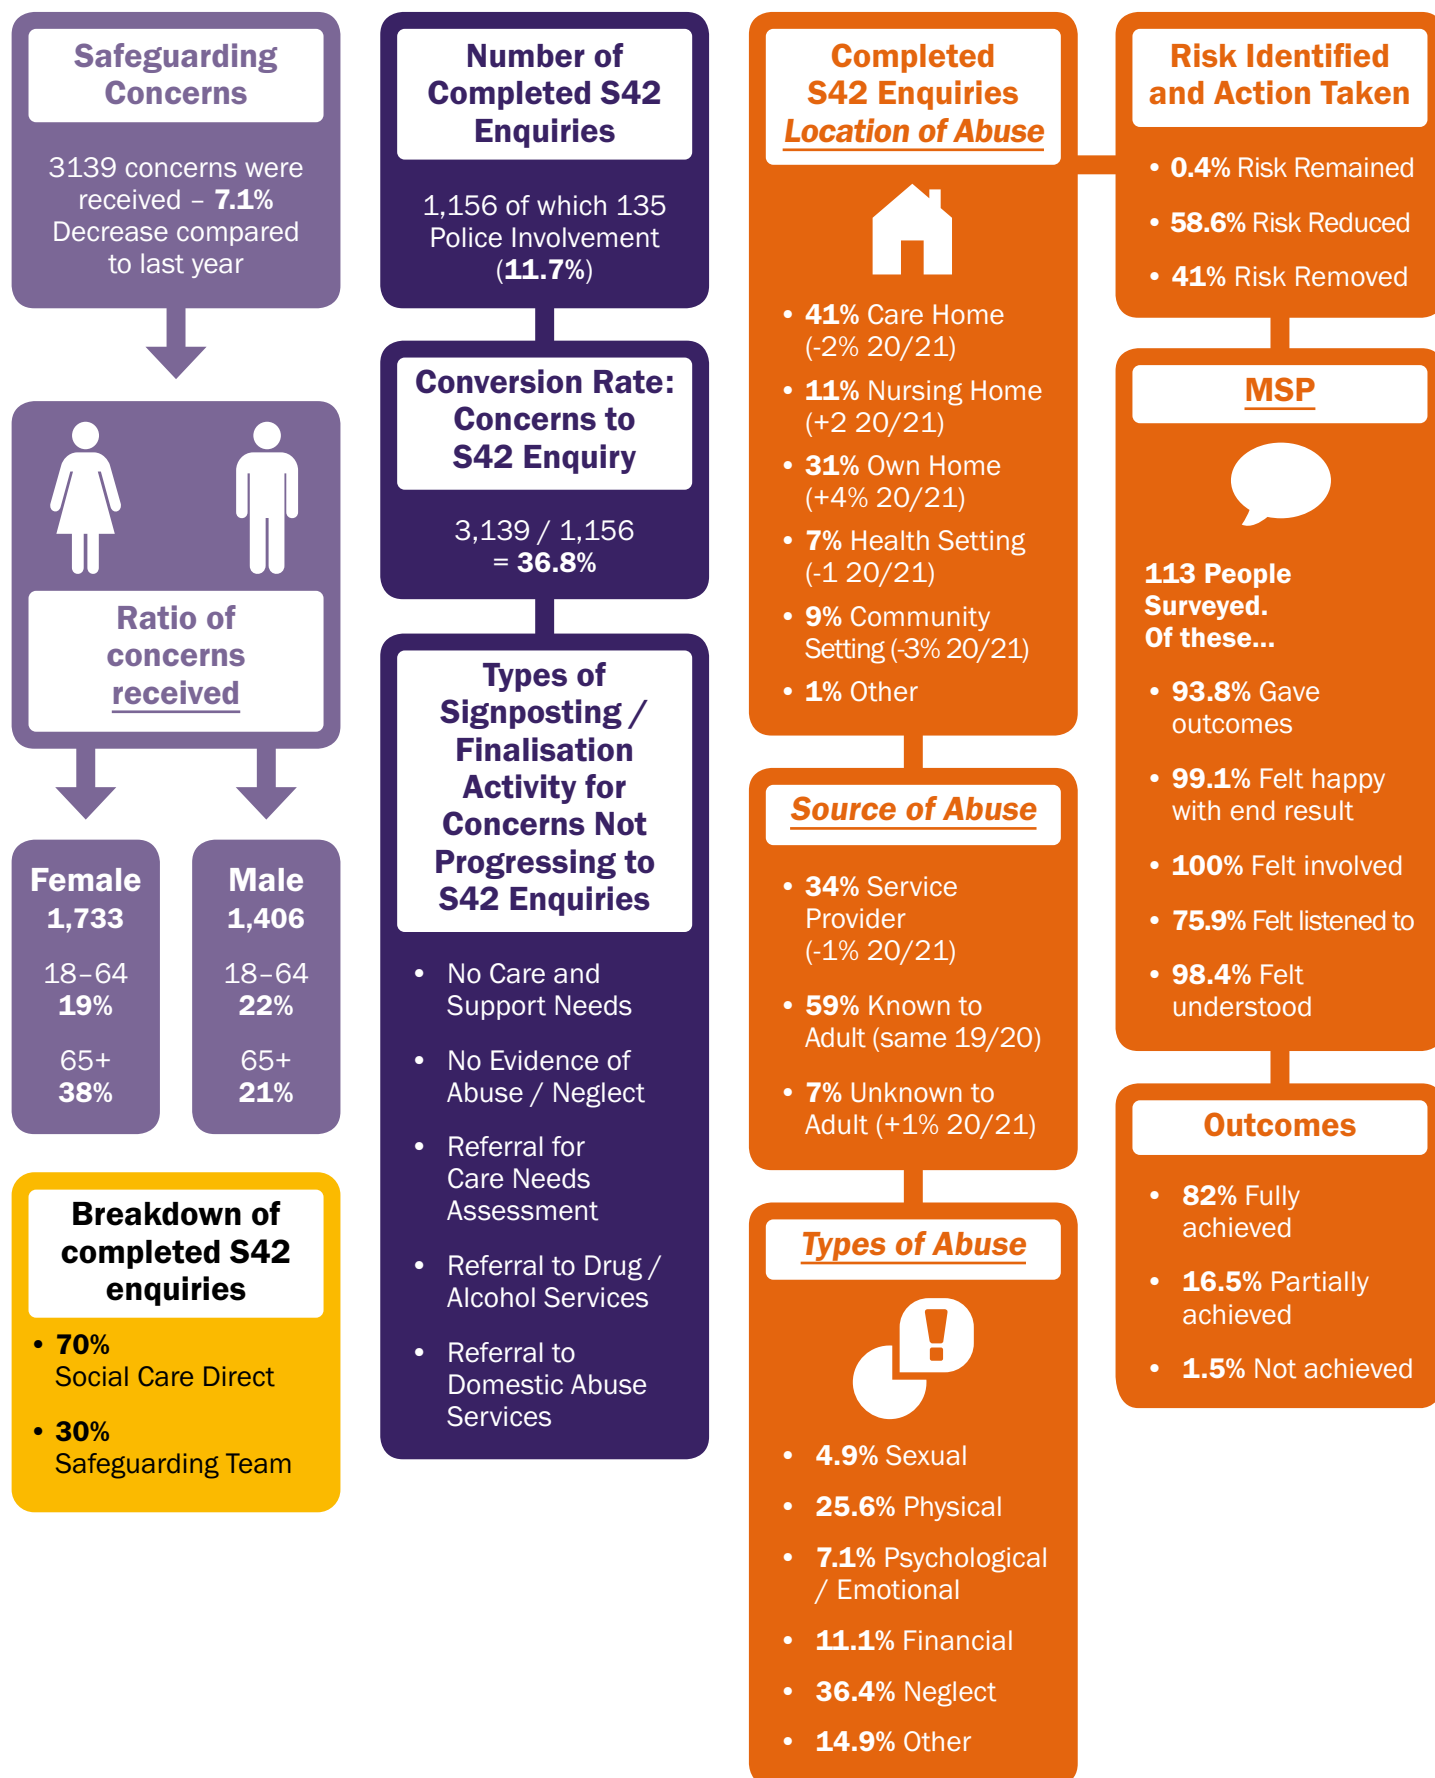 Safeguarding
Concerns
3139 concerns were
received – 7.1%
Decrease compared
to last year
Ratio of
concerns
received
Female
1,733
18–64
19%
65+
38%
Male
1,406
18–64
22%
65+
21%
Breakdown of
completed S42
enquiries
• 70%
Social Care Direct
• 30%
Safeguarding Team
Number of
Completed S42
Enquiries
1,156 of which 135
Police Involvement
(11.7%)
Conversion Rate:
Concerns to
S42 Enquiry
3,139 / 1,156
= 36.8%
Types of
Signposting /
Finalisation
Activity for
Concerns Not
Progressing to
S42 Enquiries
• No Care and
Support Needs
• No Evidence of
Abuse / Neglect
• Referral for
Care Needs
Assessment
• Referral to Drug /
Alcohol Services
• Referral to
Domestic Abuse
Services
Completed
S42 Enquiries
Location of Abuse
• 41% Care Home
(-2% 20/21)
• 11% Nursing Home
(+2 20/21)
• 31% Own Home
(+4% 20/21)
• 7% Health Setting
(-1 20/21)
• 9% Community
Setting (-3% 20/21)
• 1% Other
Source of Abuse
• 34% Service
Provider
(-1% 20/21)
• 59% Known to
Adult (same 19/20)
• 7% Unknown to
Adult (+1% 20/21)
Types of Abuse
!
• 4.9% Sexual
• 25.6% Physical
• 7.1% Psychological
/ Emotional
• 11.1% Financial
• 36.4% Neglect
• 14.9% Other
Risk Identified
and Action Taken
• 0.4% Risk Remained
• 58.6% Risk Reduced
• 41% Risk Removed
MSP
113 People
Surveyed.
Of these...
• 93.8% Gave
outcomes
• 99.1% Felt happy
with end result
• 100% Felt involved
• 75.9% Felt listened to
• 98.4% Felt
understood
Outcomes
• 82% Fully
achieved
• 16.5% Partially
achieved
• 1.5% Not achieved